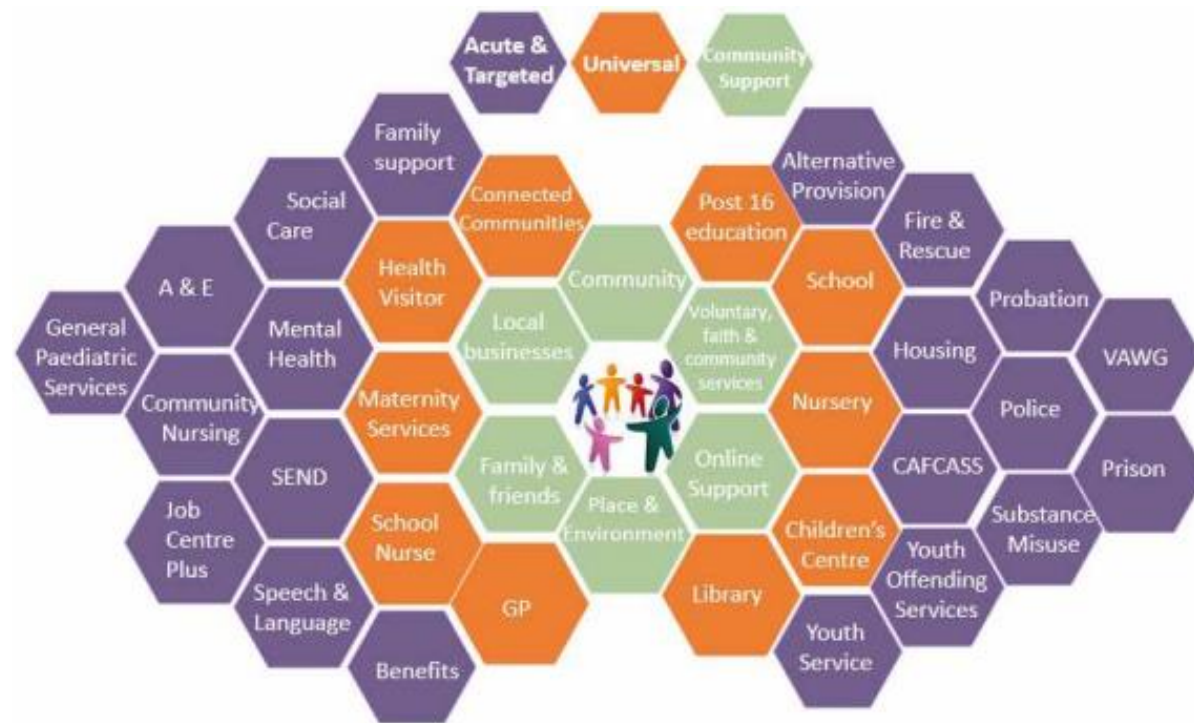 Acute &
Targeted
Universal
Community
Support
Family
support
Alternative
Provision
Social
Care
Connected
Communities
Post 16
education
Fire &
Rescue
A & E
Health
Visitor
Community
School
Probation
General
Paediatric
Services
Mental
Health
Local
businesses
Voluntary,
faith &
community
services
Housing
VAWG
Community
Nursing
Maternity
Services
Nursery
Police
SEND
Family &
friends
Online
Support
CAFCASS
Prison
Job
Centre
Plus
School
Nurse
Place &
Environment
Children's
Centre
Substance
Misuse
Speech &
Language
GP
Library
Youth
Offending
Services
Benefits
Youth
Service